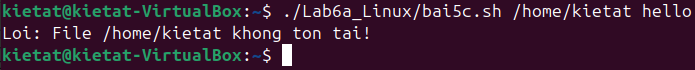 kietat@kietat-VirtualBox:~$ ./Lab6a_Linux/bai5c.sh /home/kietat hello
Loi: File /home/kietat khong ton tai!
kietat@kietat-VirtualBox:~$